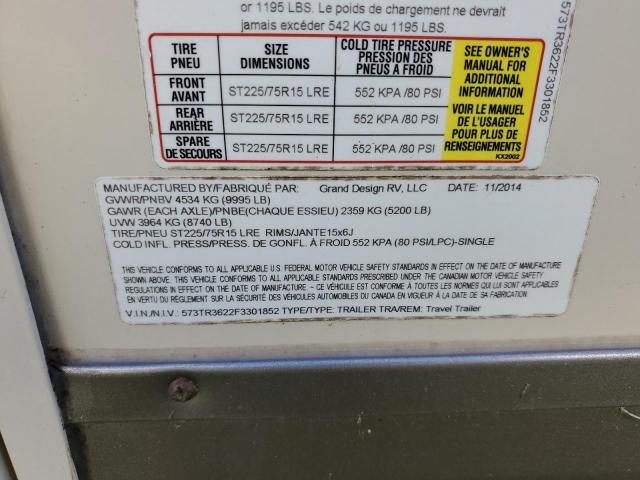 or 1195 LBS. Le poids de chargement ne devrait
jamais excéder 542 KG ou 1195 LBS.
573TR3622F3301852
TIRE PNEU SIZE DIMENSIONS COLD TIRE PRESSURE PRESSION DES PNEUS A FROID
FRONT AVANT ST225/75R15 LRE 552 KPA /80 PSI
REAR ARRIÈRE ST225/75R15 LRE 552 KPA /80 PSI
SPARE DE SECOURS ST225/75R15 LRE 552 KPA /80 PSI
SEE OWNER'S
MANUAL FOR
ADDITIONAL
INFORMATION
VOIR LE MANUEL
DE L'USAGER
POUR PLUS DE
RENSEIGNEMENTS
KX2002
MANUFACTURED BY/FABRIQUÉ PAR: Grand Design RV, LLC DATE: 11/2014
GVWR/PNBV 4534 KG (9995 LB)
GAWR (EACH AXLE)/PNBE(CHAQUE ESSIEU) 2359 KG (5200 LB)
UVW 3964 KG (8740 LB)
TIRE/PNEU ST225/75R15 LRE RIMS/JANTE15x6J
COLD INFL. PRESS/PRESS. DE GONFL. À FROID 552 KPA (80 PSI/LPC)-SINGLE
THIS VEHICLE CONFORMS TO ALL APPLICABLE U.S. FEDERAL MOTOR VEHICLE SAFETY STANDARDS IN EFFECT ON THE DATE OF MANUFACTURE
SHOWN ABOVE. THIS VEHICLE CONFORMS TO ALL APPLICABLE STANDARDS PRESCRIBED UNDER THE CANADIAN MOTOR VEHICLE SAFETY
REGULATIONS IN EFFECT ON THE DATE OF MANUFACTURE. / CE VÉHICULE EST CONFORME À TOUTES LES NORMES QUI LUI SONT APPLICABLES
EN VERTU DU RÉGLEMENT SUR LA SÉCURITÉ DES VÉHICULES AUTOMOBILES DU CANADA EN VIGUEUR À LA DATE DE SA FABRICATION.
V.I.N./N.I.V.: 573TR3622F3301852 TYPE/TYPE: TRAILER TRA/REM: Travel Trailer